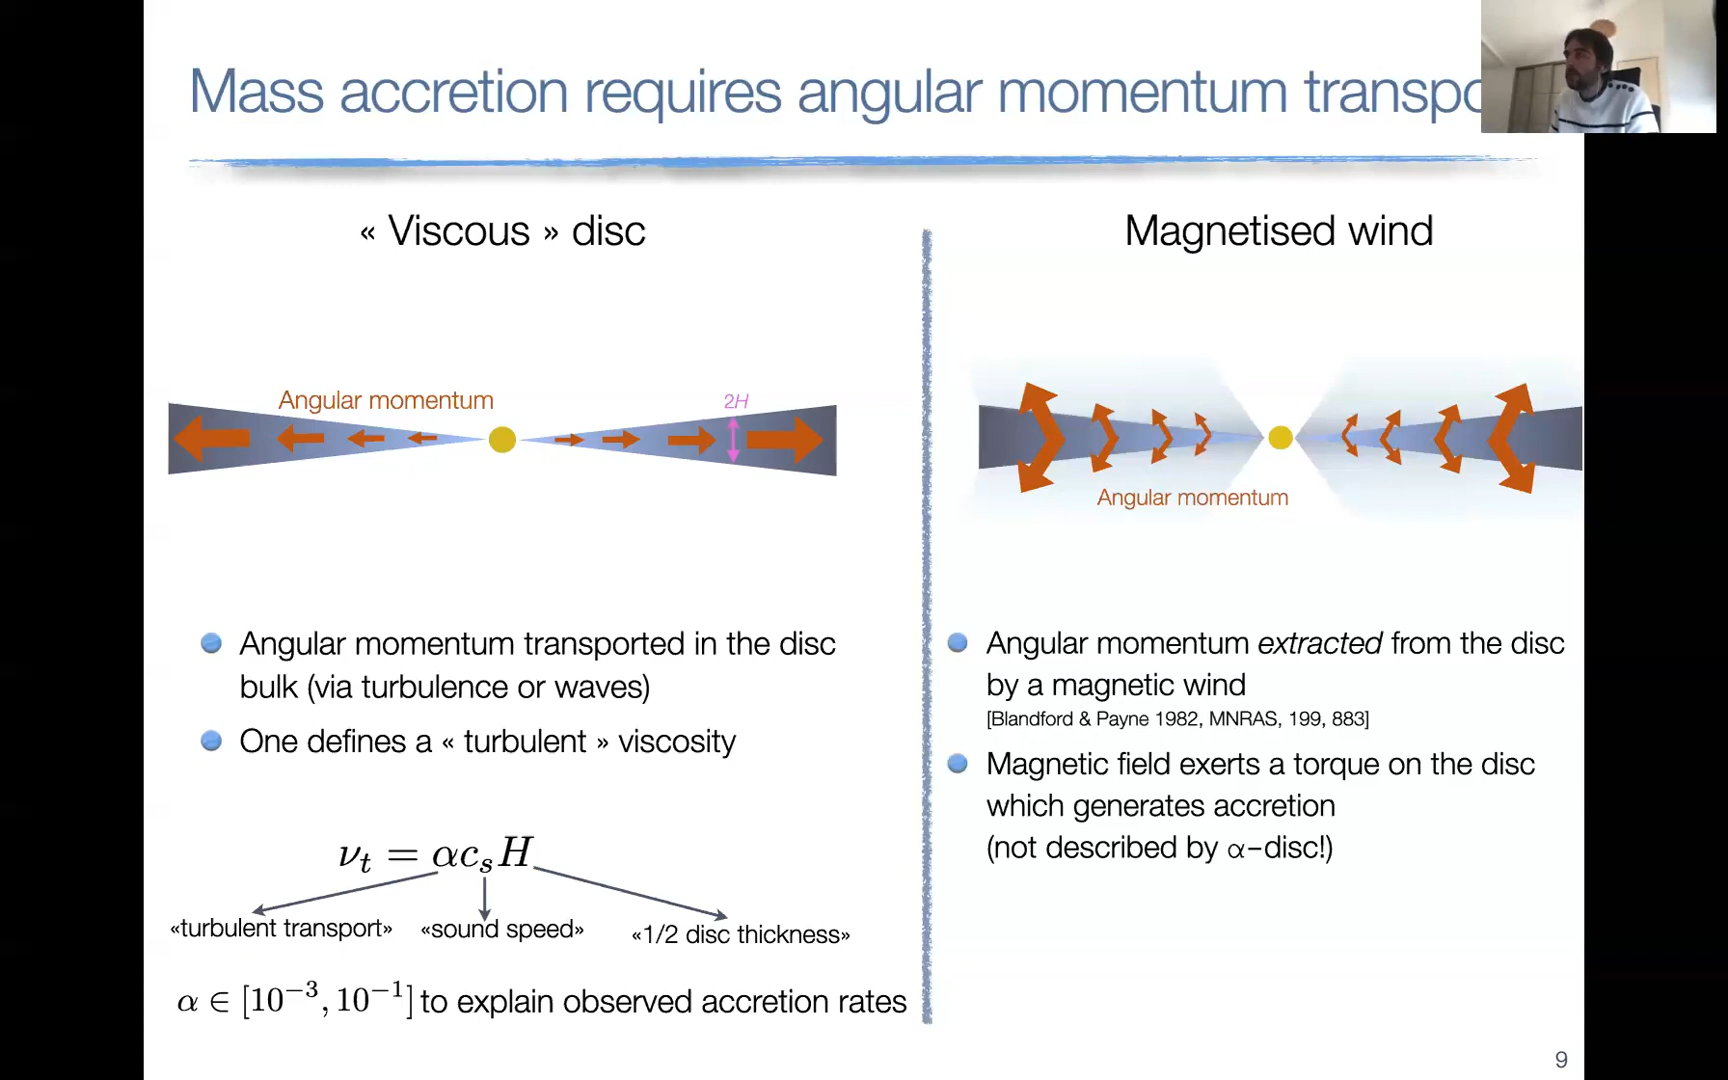 Mass accretion requires angular momentum transpo
« Viscous » disc
Angular momentum
2H
Angular momentum transported in the disc
bulk (via turbulence or waves)
One defines a « turbulent » viscosity
ν_t = αc_sH
«turbulent transport» «sound speed» «1/2 disc thickness»
α ∈ [10⁻³, 10⁻¹] to explain observed accretion rates
Magnetised wind
Angular momentum
Angular momentum extracted from the disc
by a magnetic wind
[Blandford & Payne 1982, MNRAS, 199, 883]
Magnetic field exerts a torque on the disc
which generates accretion
(not described by α-disc!)
9